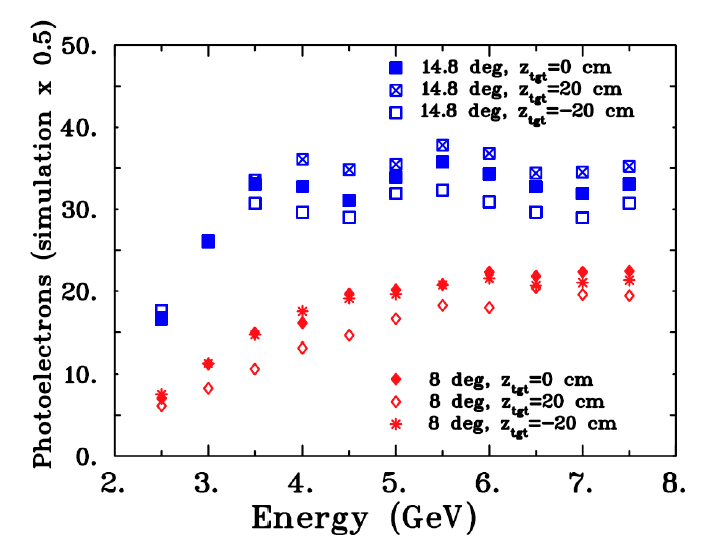 Photoelectrons (simulation x 0.5)
50.
40.
30.
20.
10.
0.
14.8 deg, z_tgt=0 cm
14.8 deg, z_tgt=20 cm
14.8 deg, z_tgt=-20 cm
8 deg, z_tgt=0 cm
8 deg, z_tgt=20 cm
8 deg, z_tgt=-20 cm
2. 3. 4. 5. 6. 7. 8.
Energy (GeV)